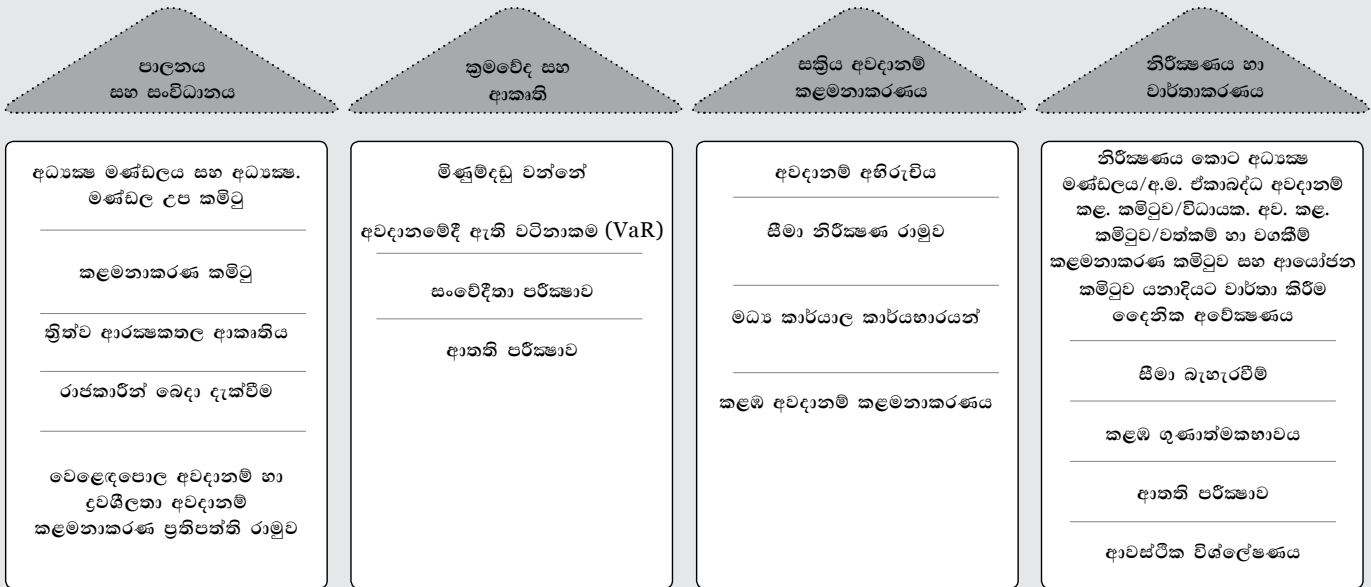 පාලනය
සහ සංවිධානය
ක්‍රමවේද සහ
ආකෘති
සක්‍රිය අවදානම්
කළමනාකරණය
නිරීක්‍ෂණය හා
වාර්තාකරණය
අධ්‍යක්‍ෂ මණ්ඩලය සහ අධ්‍යක්‍ෂ.
මණ්ඩල උප කමිටු
කළමනාකරණ කමිටු
ත්‍රිත්ව ආරක්‍ෂකතල ආකෘතිය
රාජකාරීන් බෙදා දැක්වීම
වෙළෙඳපොල අවදානම් හා
ද්‍රවශීලතා අවදානම්
කළමනාකරණ ප්‍රතිපත්ති රාමුව
මිණුම්දඬු වන්නේ
අවදානමේදී ඇති වටිනාකම (VaR)
සංවේදීතා පරීක්‍ෂාව
ආතති පරීක්‍ෂාව
අවදානම් අභිරුචිය
සීමා නිරීක්‍ෂණ රාමුව
මධ්‍ය කාර්යාල කාර්යභාරයන්
කළඹ අවදානම් කළමනාකරණය
නිරීක්‍ෂණය කොට අධ්‍යක්‍ෂ
මණ්ඩලය/අ.ම. ඒකාබද්ධ අවදානම්
කළ. කමිටුව/විධායක. අව. කළ.
කමිටුව/වත්කම් හා වගකීම්
කළමනාකරණ කමිටුව සහ ආයෝජන
කමිටුව යනාදියට වාර්තා කිරීම
දෛනික අවේක්‍ෂණය
සීමා බැහැරවීම්
කළඹ ගුණාත්මකභාවය
ආතති පරීක්‍ෂාව
ආවස්ථික විශ්ලේෂණය